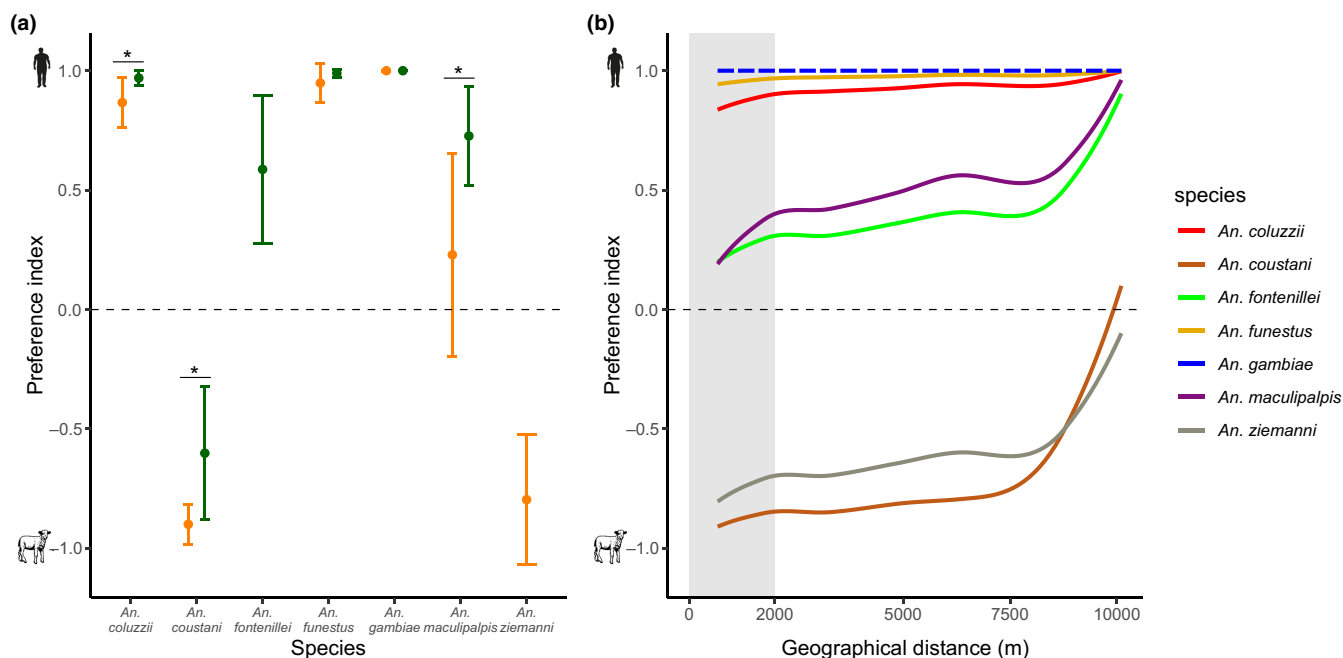 (a)
Preference index
1.0
0.5
0.0
−0.5
−1.0
*
*
*
An. coluzzii
An. coustani
An. fontenillei
An. funestus
An. gambiae
An. maculipalpis
An. ziemanni
Species
(b)
Preference index
1.0
0.5
0.0
−0.5
−1.0
0
2000
5000
7500
10000
Geographical distance (m)
species
An. coluzzii
An. coustani
An. fontenillei
An. funestus
An. gambiae
An. maculipalpis
An. ziemanni